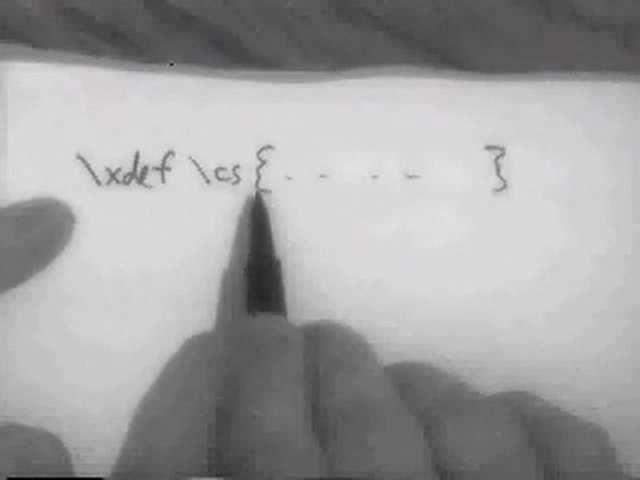 \xdef \cs{- - - - }